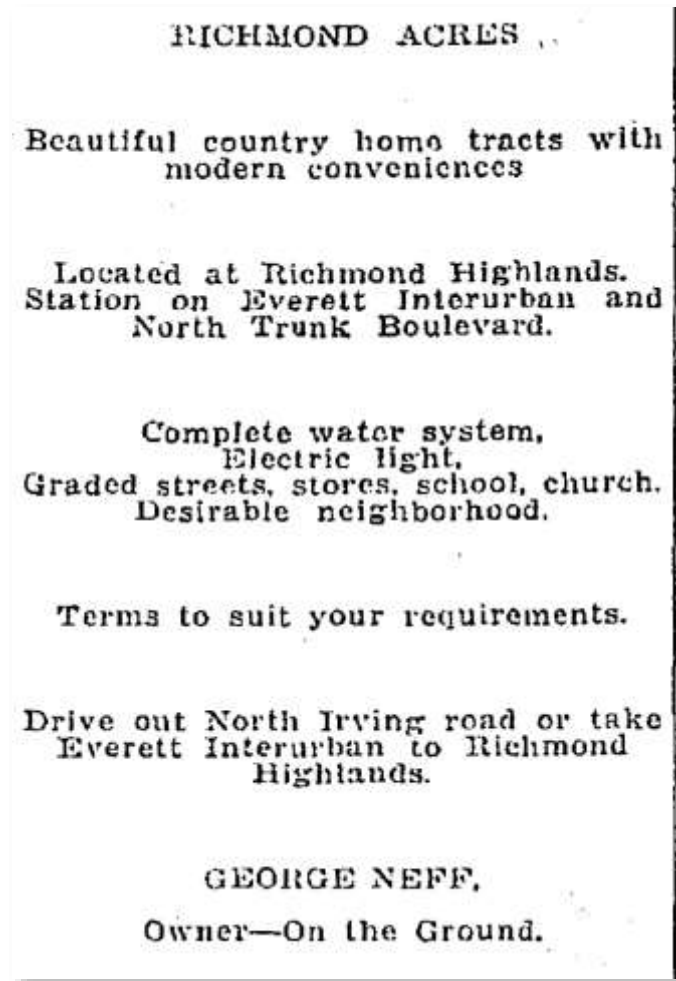 RICHMOND ACRES
Beautiful country home tracts with
modern conveniences
Located at Richmond Highlands.
Station on Everett Interurban and
North Trunk Boulevard.
Complete water system,
Electric light,
Graded streets, stores, school, church.
Desirable neighborhood.
Terms to suit your requirements.
Drive out North Irving road or take
Everett Interurban to Richmond
Highlands.
GEORGE NEFF,
Owner—On the Ground.